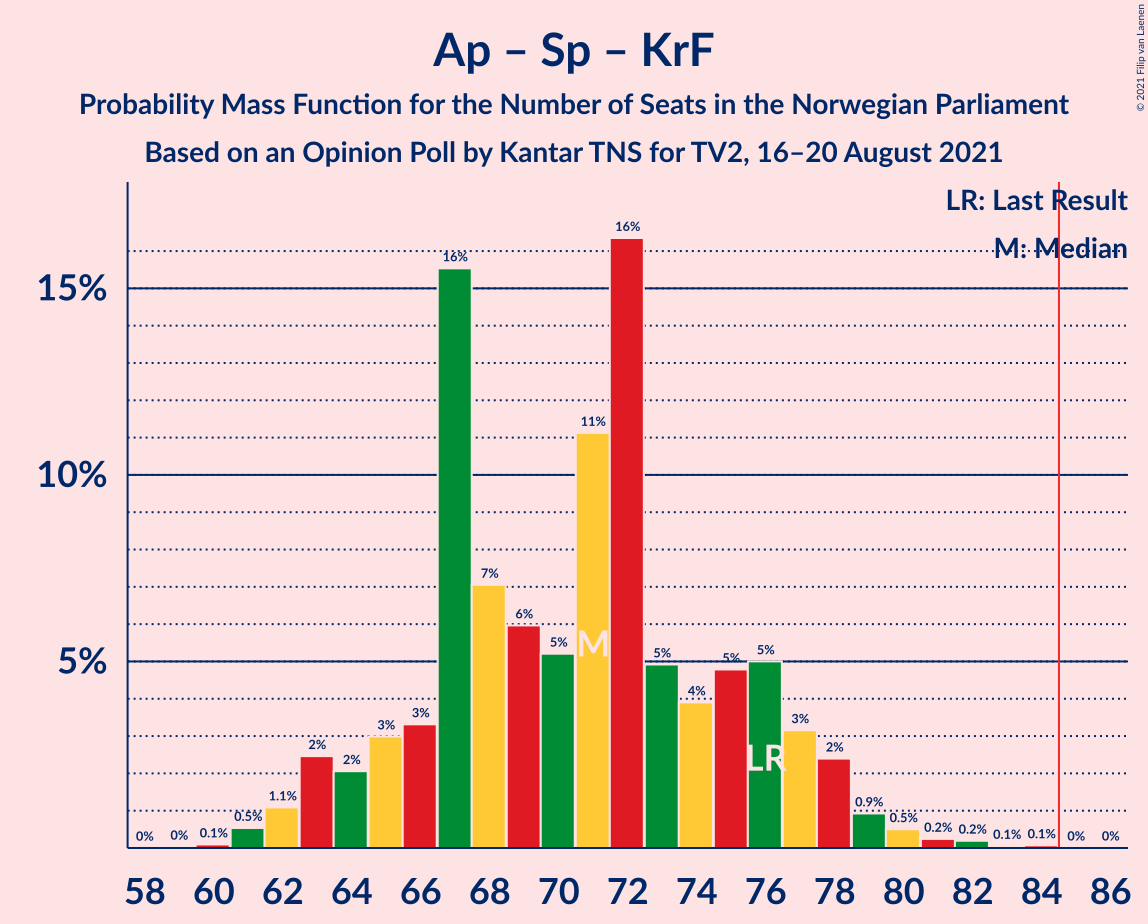 Ap – Sp – KrF
Probability Mass Function for the Number of Seats in the Norwegian Parliament
Based on an Opinion Poll by Kantar TNS for TV2, 16–20 August 2021
© 2021 Filip van Laenen
LR: Last Result
M: Median
15%
10%
5%
0% 0% 0.1% 0.5% 1.1% 2% 2% 3% 3% 16% 7% 6% 5% 11% 16% 5% 4% 5% 5% 3% 2% 0.9% 0.5% 0.2% 0.2% 0.1% 0.1% 0% 0%
M
LR
58 60 62 64 66 68 70 72 74 76 78 80 82 84 86